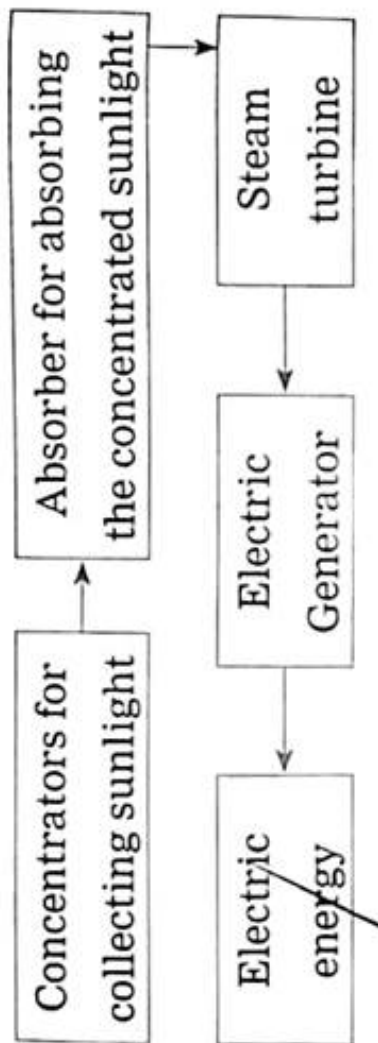 Concentrators for
collecting sunlight
Absorber for absorbing
the concentrated sunlight
Steam
turbine
Electric
Generator
Electric
energy